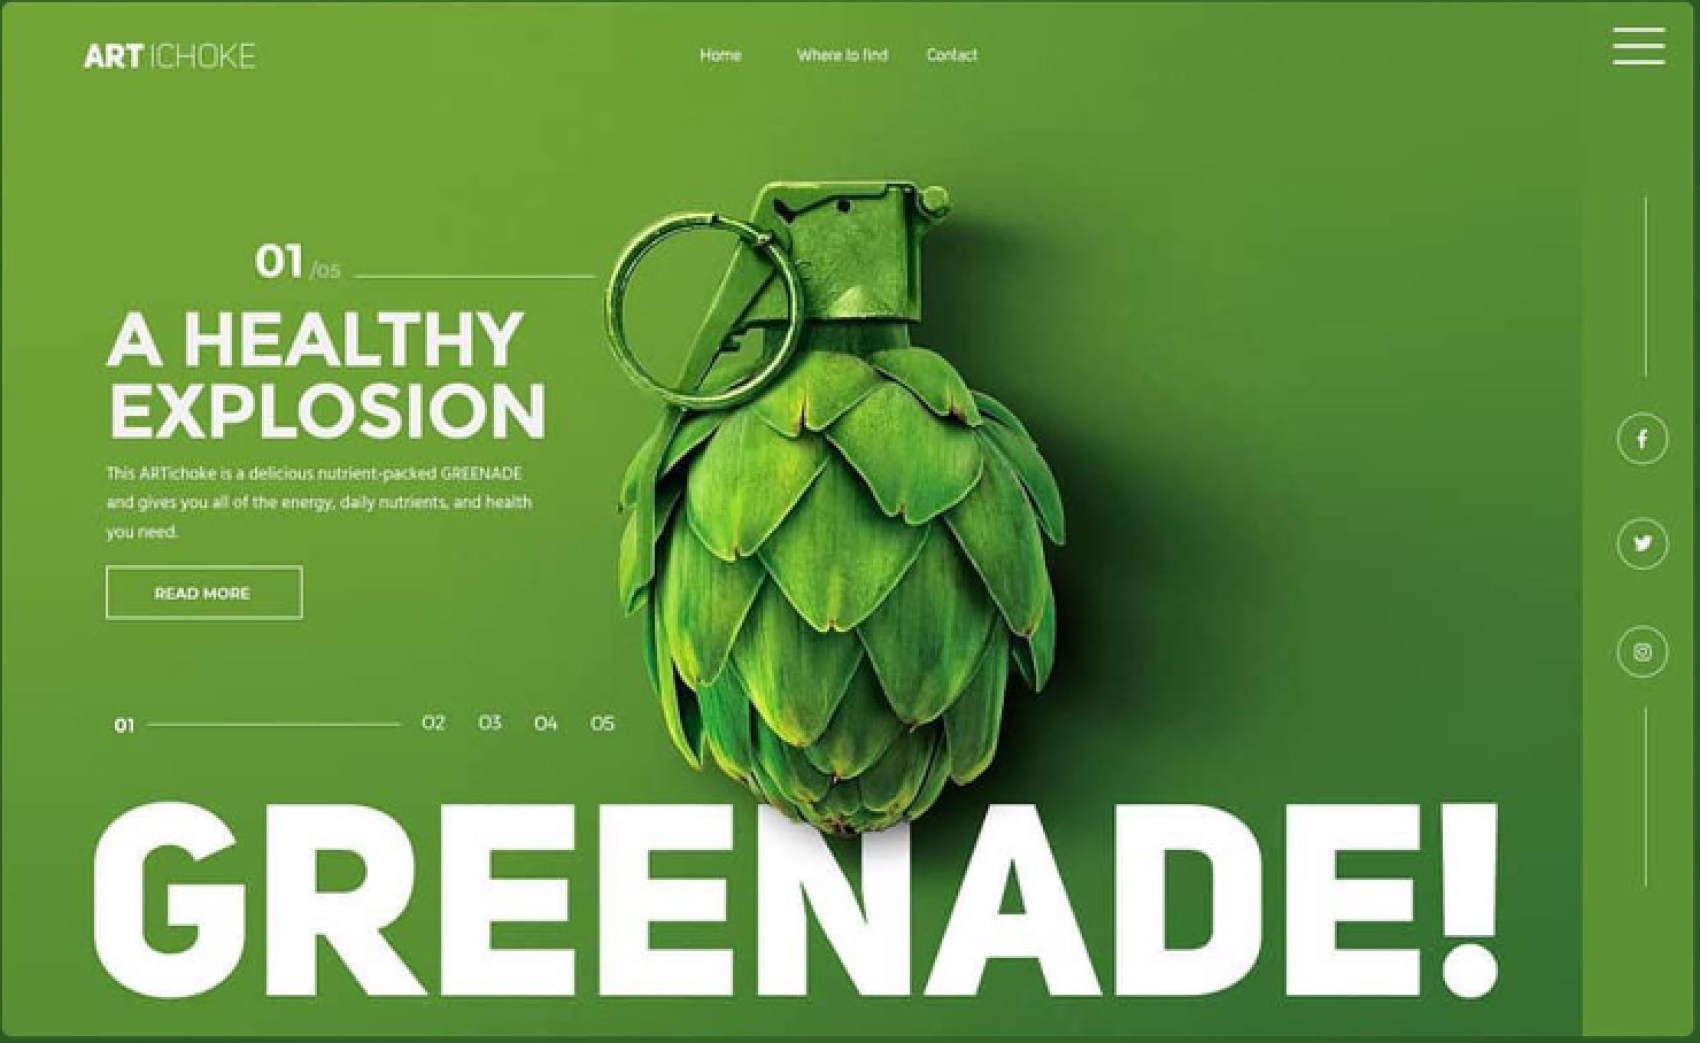 ARTICHOKE
Home Where to find Contact
01 /05
A HEALTHY
EXPLOSION
This ARTichoke is a delicious nutrient-packed GREENADE
and gives you all of the energy, daily nutrients, and health
you need.
READ MORE
01 02 03 04 05
GREENADE!